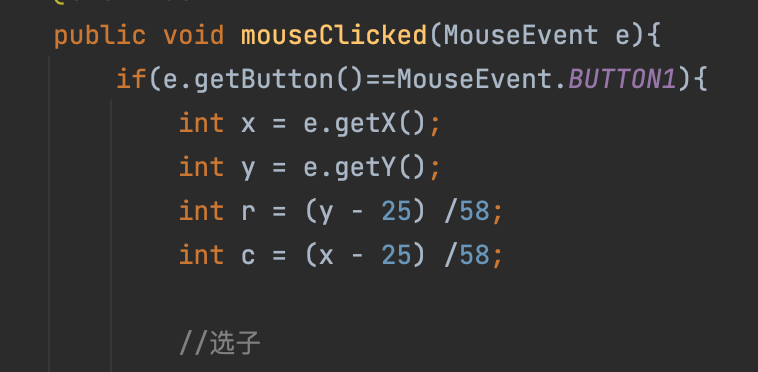 public void mouseClicked(MouseEvent e){
if(e.getButton()==MouseEvent.BUTTON1){
int x = e.getX();
int y = e.getY();
int r = (y - 25) /58;
int c = (x - 25) /58;
//选子